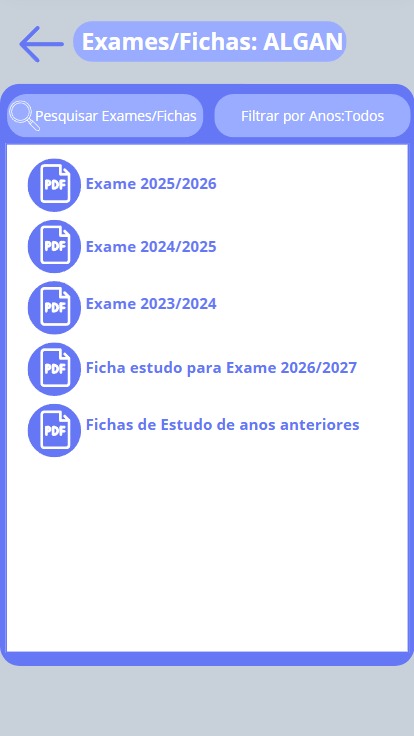 Exames/Fichas: ALGAN
Pesquisar Exames/Fichas
Filtrar por Anos:Todos
PDF Exame 2025/2026
PDF Exame 2024/2025
PDF Exame 2023/2024
PDF Ficha estudo para Exame 2026/2027
PDF Fichas de Estudo de anos anteriores